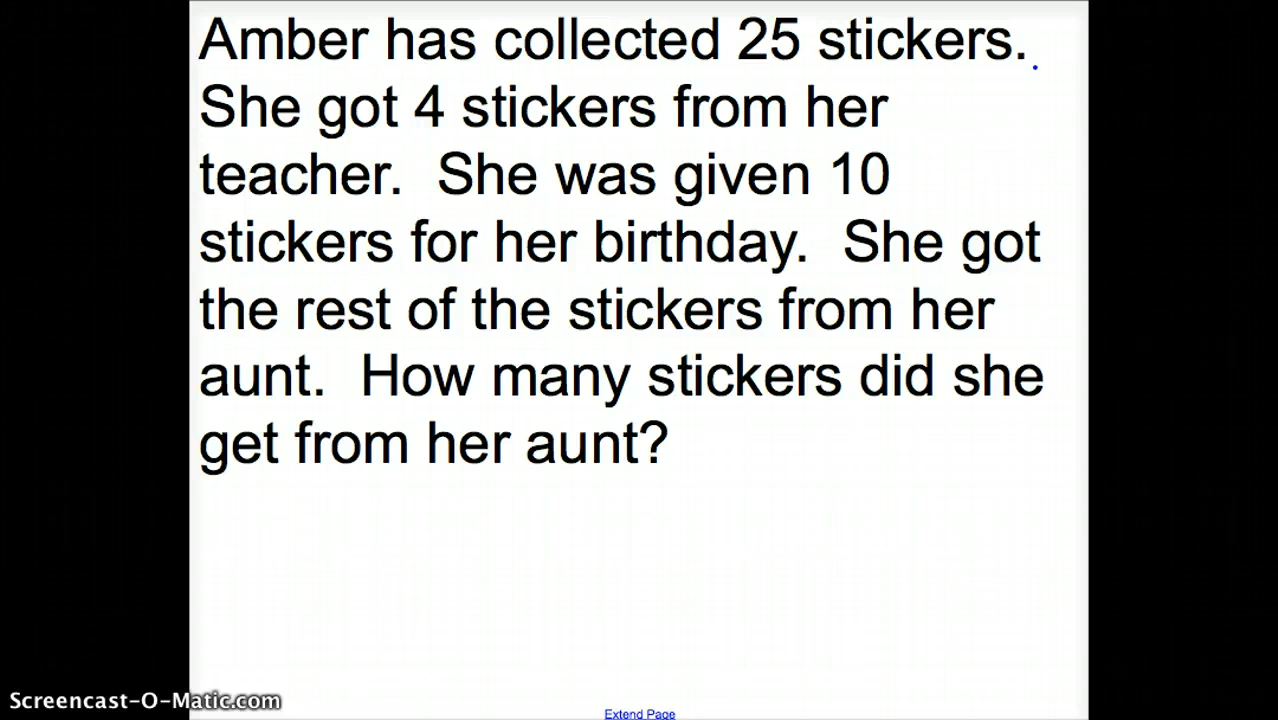 Amber has collected 25 stickers.
She got 4 stickers from her
teacher.  She was given 10
stickers for her birthday.  She got
the rest of the stickers from her
aunt.  How many stickers did she
get from her aunt?
Screencast-O-Matic.com
Extend Page